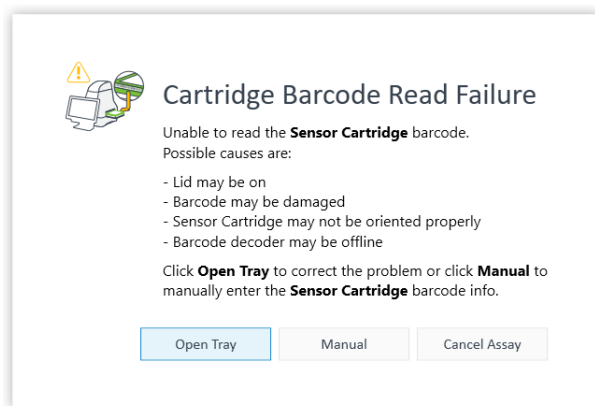 Cartridge Barcode Read Failure
Unable to read the Sensor Cartridge barcode.
Possible causes are:
- Lid may be on
- Barcode may be damaged
- Sensor Cartridge may not be oriented properly
- Barcode decoder may be offline
Click Open Tray to correct the problem or click Manual to
manually enter the Sensor Cartridge barcode info.
Open Tray
Manual
Cancel Assay